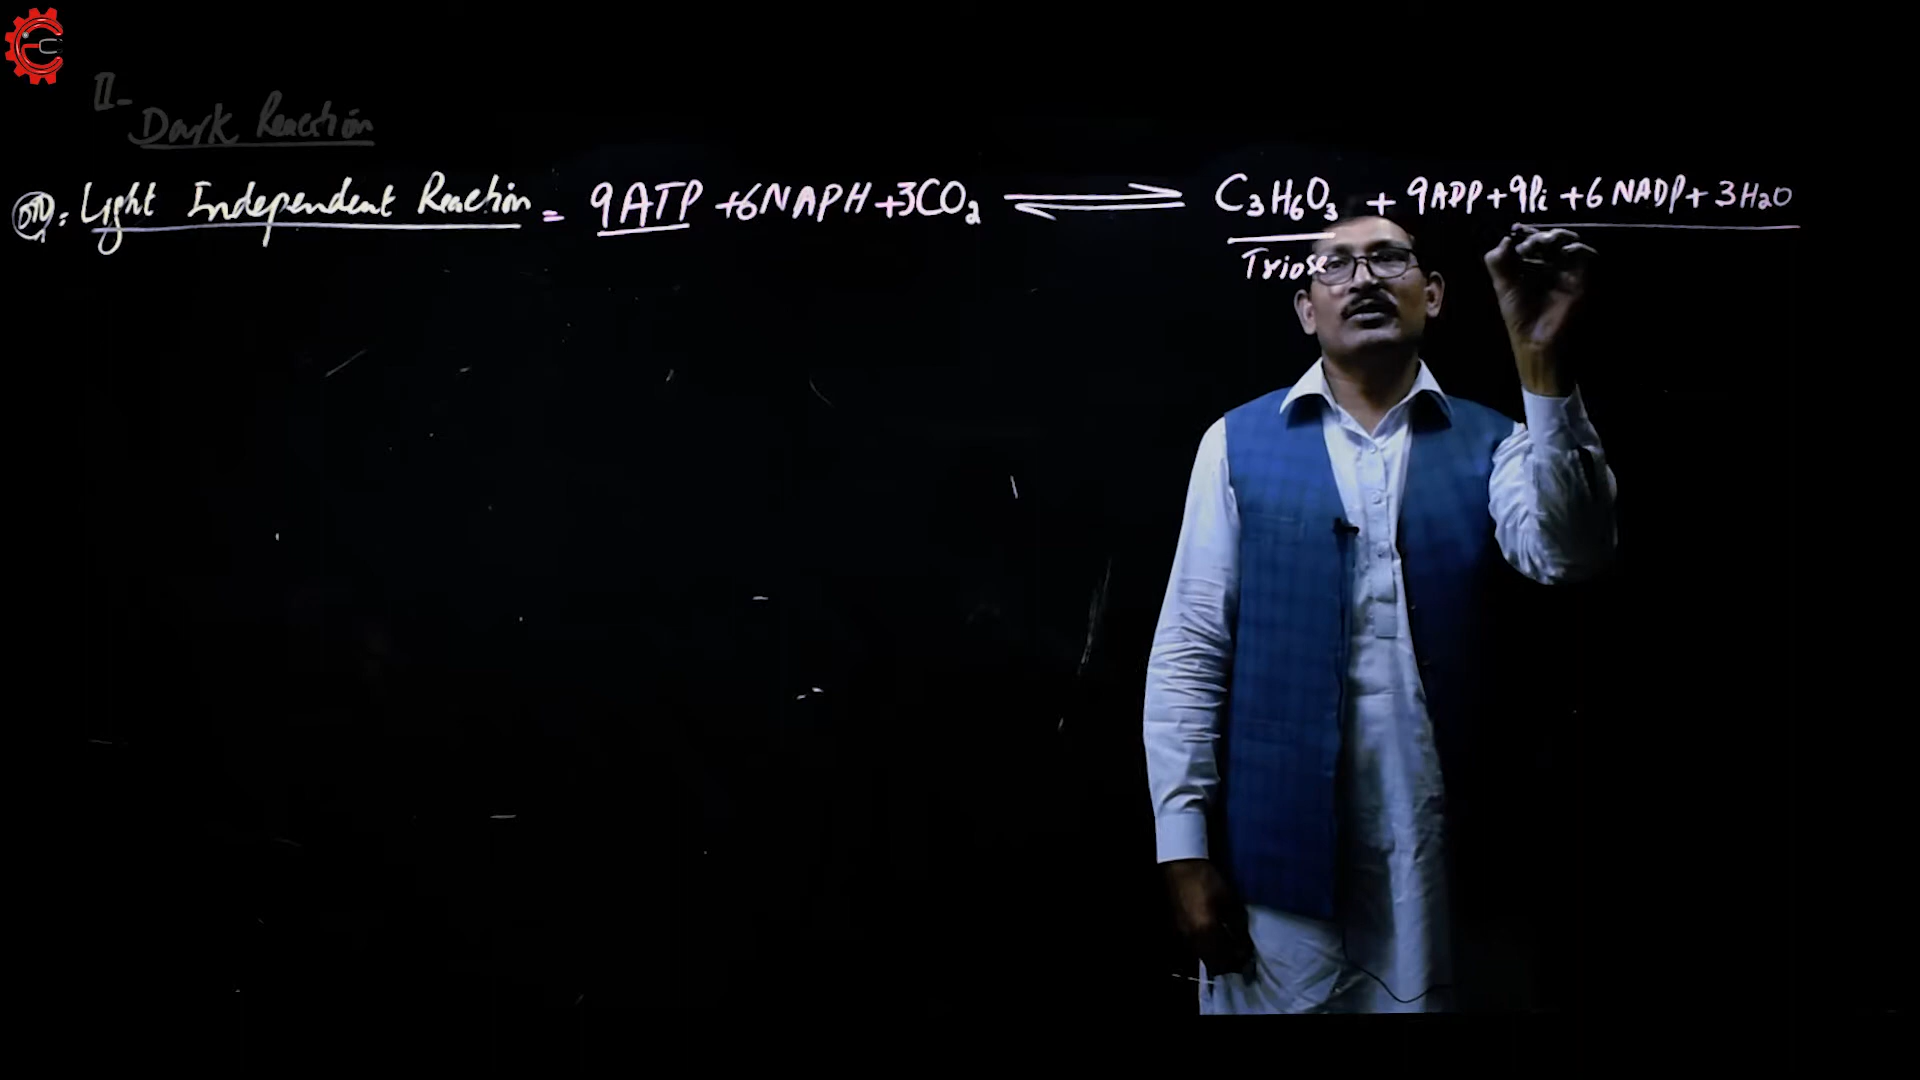 II-
Dark Reaction
Light Independent Reaction = 9ATP +6NAPH+3CO₂ ⇌ C₃H₆O₃ + 9ADP+9Pi +6 NADP+ 3H₂O
Triose